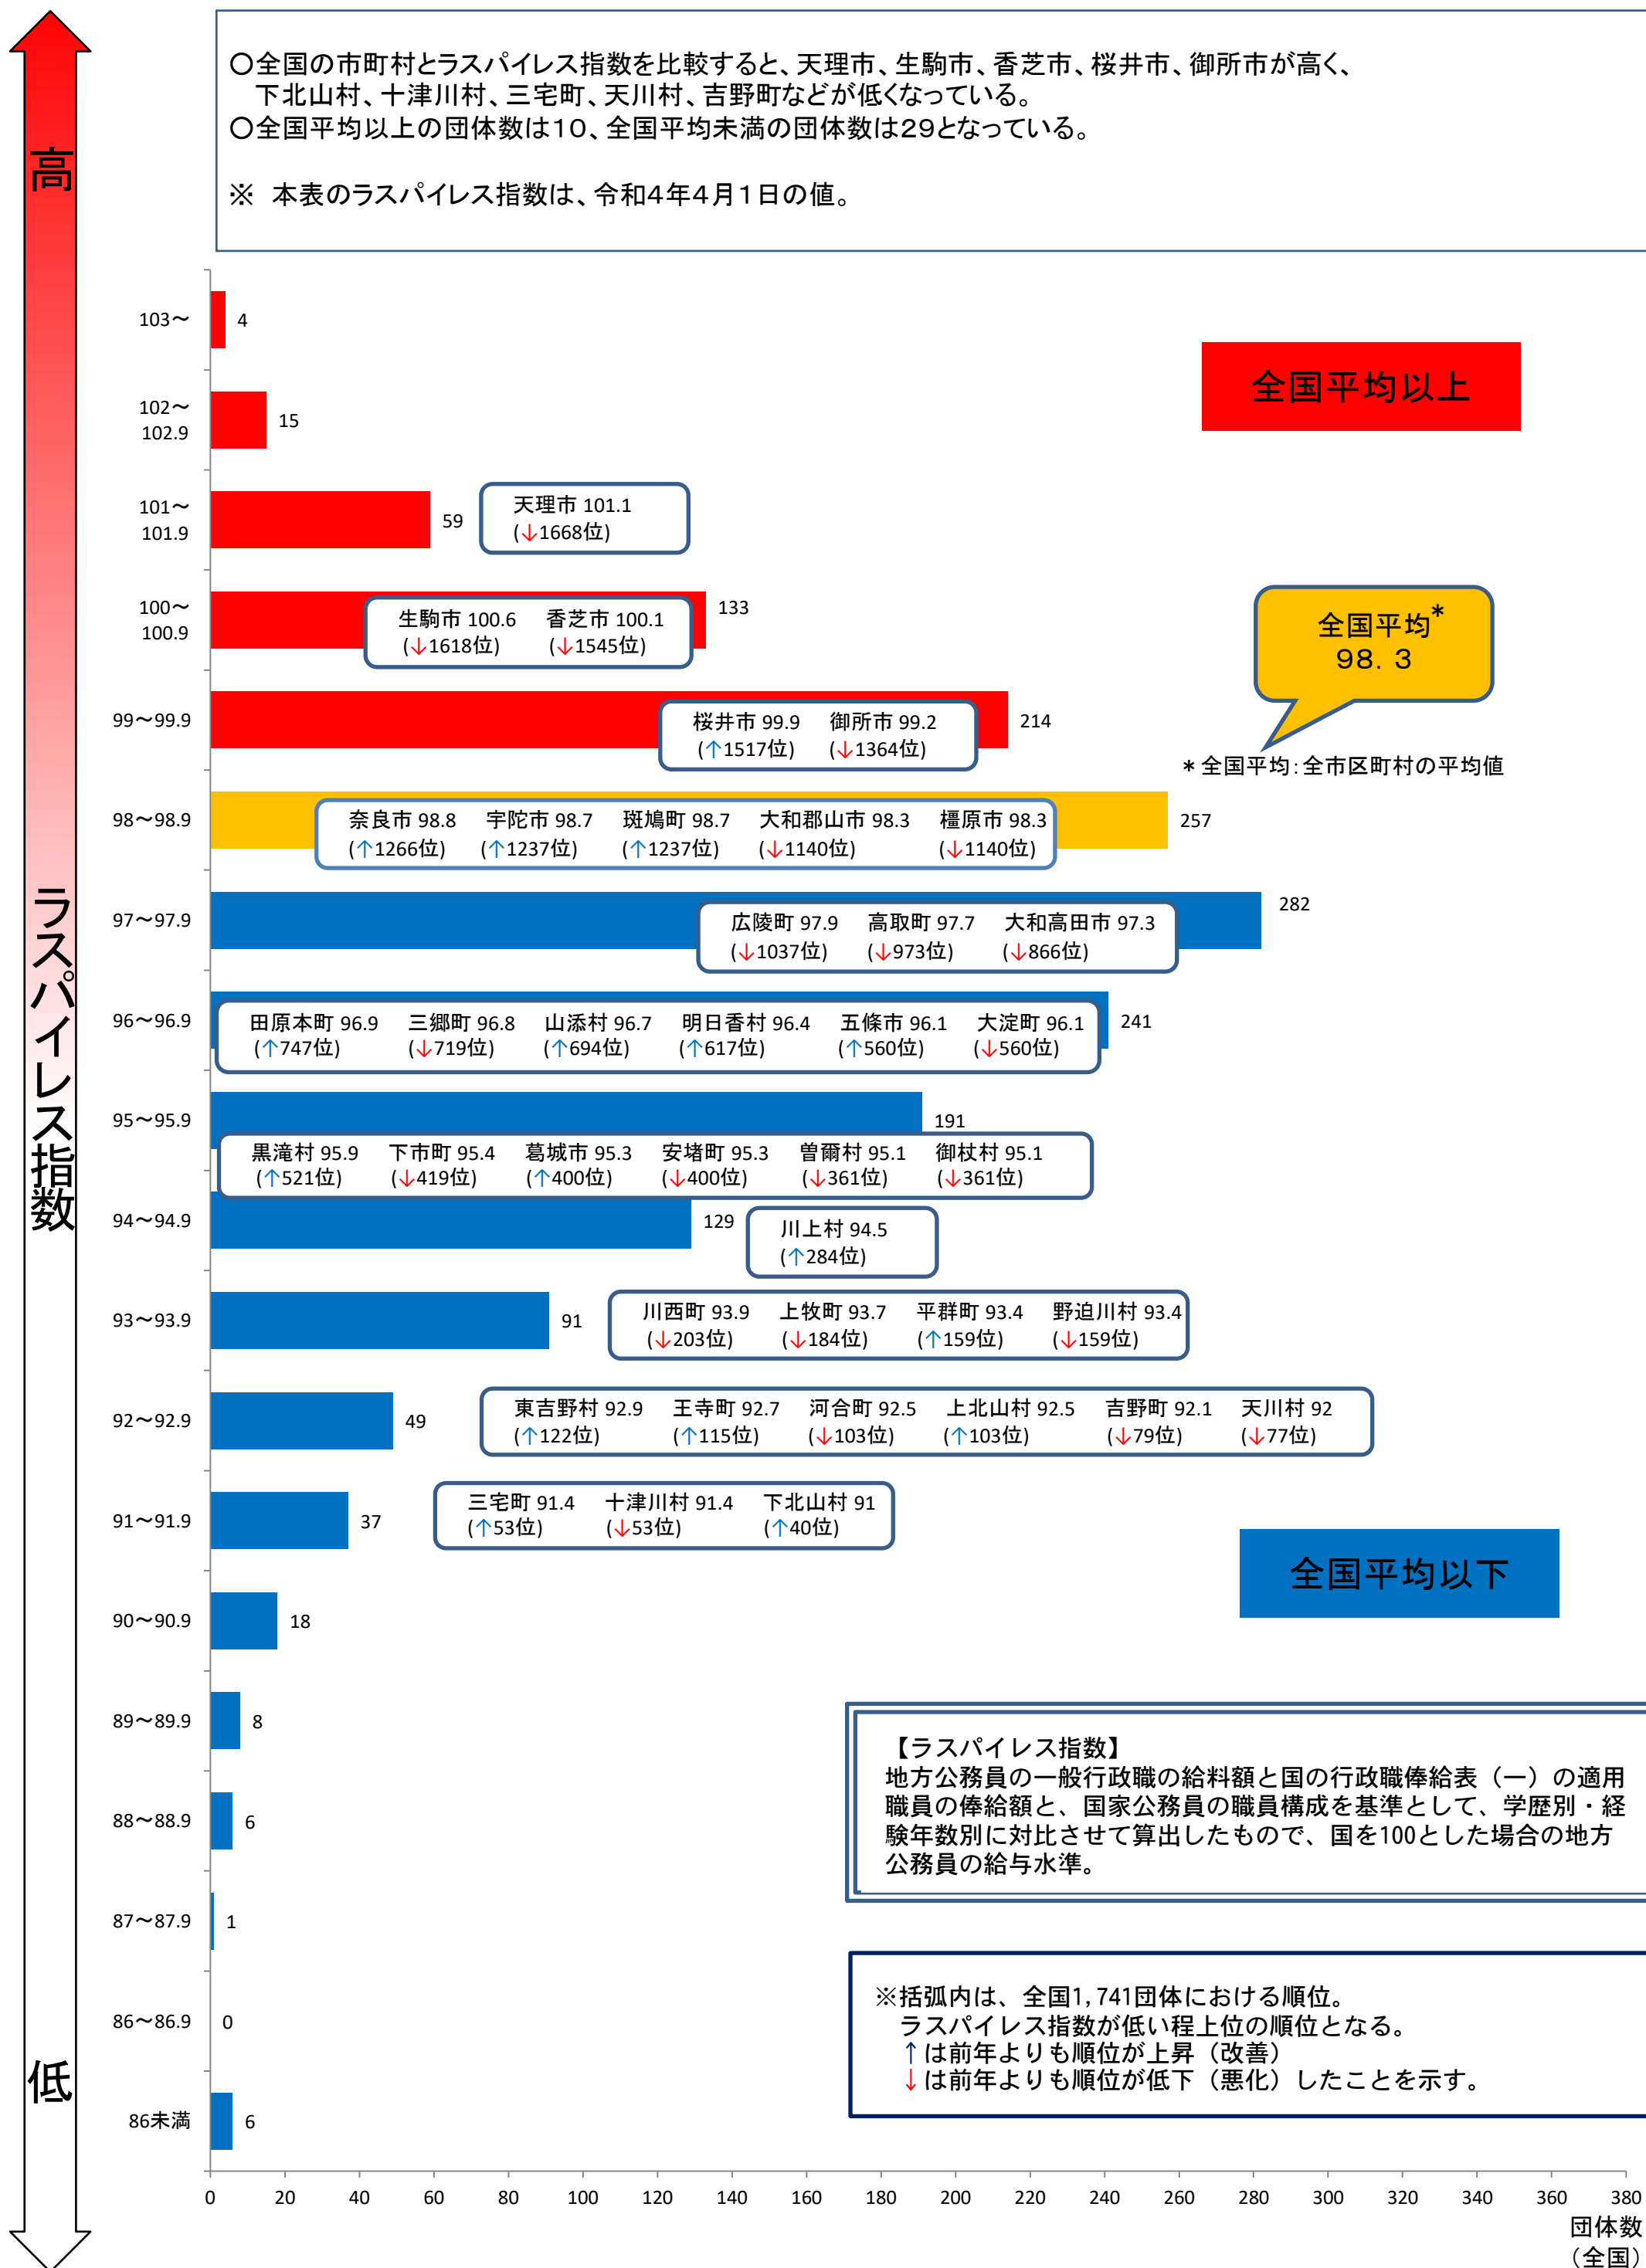 〇全国の市町村とラスパイレス指数を比較すると、天理市、生駒市、香芝市、桜井市、御所市が高く、
下北山村、十津川村、三宅町、天川村、吉野町などが低くなっている。
〇全国平均以上の団体数は１０、全国平均未満の団体数は２９となっている。
※ 本表のラスパイレス指数は、令和４年４月１日の値。
高
ラスパイレス指数
低
103～
4
全国平均以上
102～
102.9
15
101～
101.9
59
天理市 101.1
(↓1668位)
100～
100.9
133
生駒市 100.6 香芝市 100.1
(↓1618位) (↓1545位)
全国平均*
９８．３
＊全国平均：全市区町村の平均値
99～99.9
214
桜井市 99.9 御所市 99.2
(↑1517位) (↓1364位)
98～98.9
257
奈良市 98.8 宇陀市 98.7 斑鳩町 98.7 大和郡山市 98.3 橿原市 98.3
(↑1266位) (↑1237位) (↑1237位) (↓1140位) (↓1140位)
97～97.9
282
広陵町 97.9 高取町 97.7 大和高田市 97.3
(↓1037位) (↓973位) (↓866位)
96～96.9
241
田原本町 96.9 三郷町 96.8 山添村 96.7 明日香村 96.4 五條市 96.1 大淀町 96.1
(↑747位) (↓719位) (↑694位) (↑617位) (↑560位) (↓560位)
95～95.9
191
黒滝村 95.9 下市町 95.4 葛城市 95.3 安堵町 95.3 曽爾村 95.1 御杖村 95.1
(↑521位) (↓419位) (↑400位) (↓400位) (↓361位) (↓361位)
94～94.9
129
川上村 94.5
(↑284位)
93～93.9
91
川西町 93.9 上牧町 93.7 平群町 93.4 野迫川村 93.4
(↓203位) (↓184位) (↑159位) (↓159位)
92～92.9
49
東吉野村 92.9 王寺町 92.7 河合町 92.5 上北山村 92.5 吉野町 92.1 天川村 92
(↑122位) (↑115位) (↓103位) (↑103位) (↓79位) (↓77位)
91～91.9
37
三宅町 91.4 十津川村 91.4 下北山村 91
(↑53位) (↓53位) (↑40位)
全国平均以下
90～90.9
18
89～89.9
8
88～88.9
6
87～87.9
1
86～86.9
0
86未満
6
【ラスパイレス指数】
地方公務員の一般行政職の給料額と国の行政職俸給表（一）の適用
職員の俸給額と、国家公務員の職員構成を基準として、学歴別・経
験年数別に対比させて算出したもので、国を100とした場合の地方
公務員の給与水準。
※括弧内は、全国1,741団体における順位。
ラスパイレス指数が低い程上位の順位となる。
↑は前年よりも順位が上昇（改善）
↓は前年よりも順位が低下（悪化）したことを示す。
0 20 40 60 80 100 120 140 160 180 200 220 240 260 280 300 320 340 360 380
団体数
（全国）